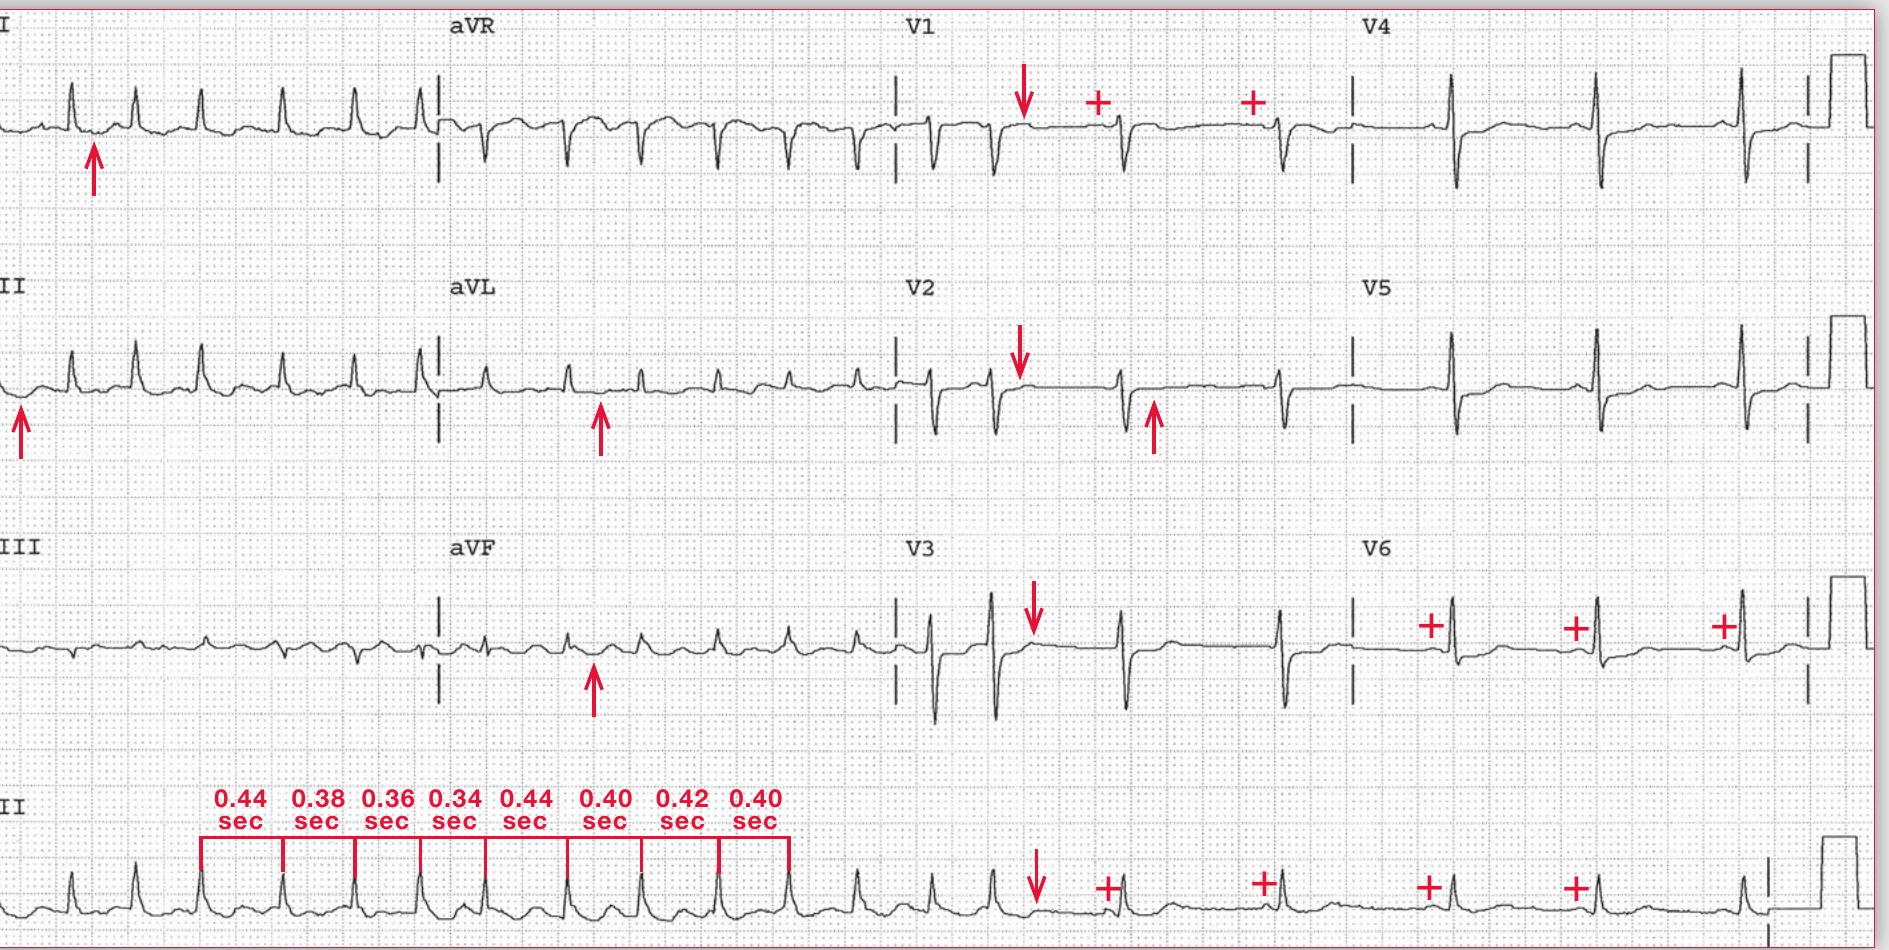 I aVR V1 V4
+ +
II aVL V2 V5
III aVF V3 V6
+ + +
II
0.44 0.38 0.36 0.34 0.44 0.40 0.42 0.40
sec sec sec sec sec sec sec sec
+ + + +